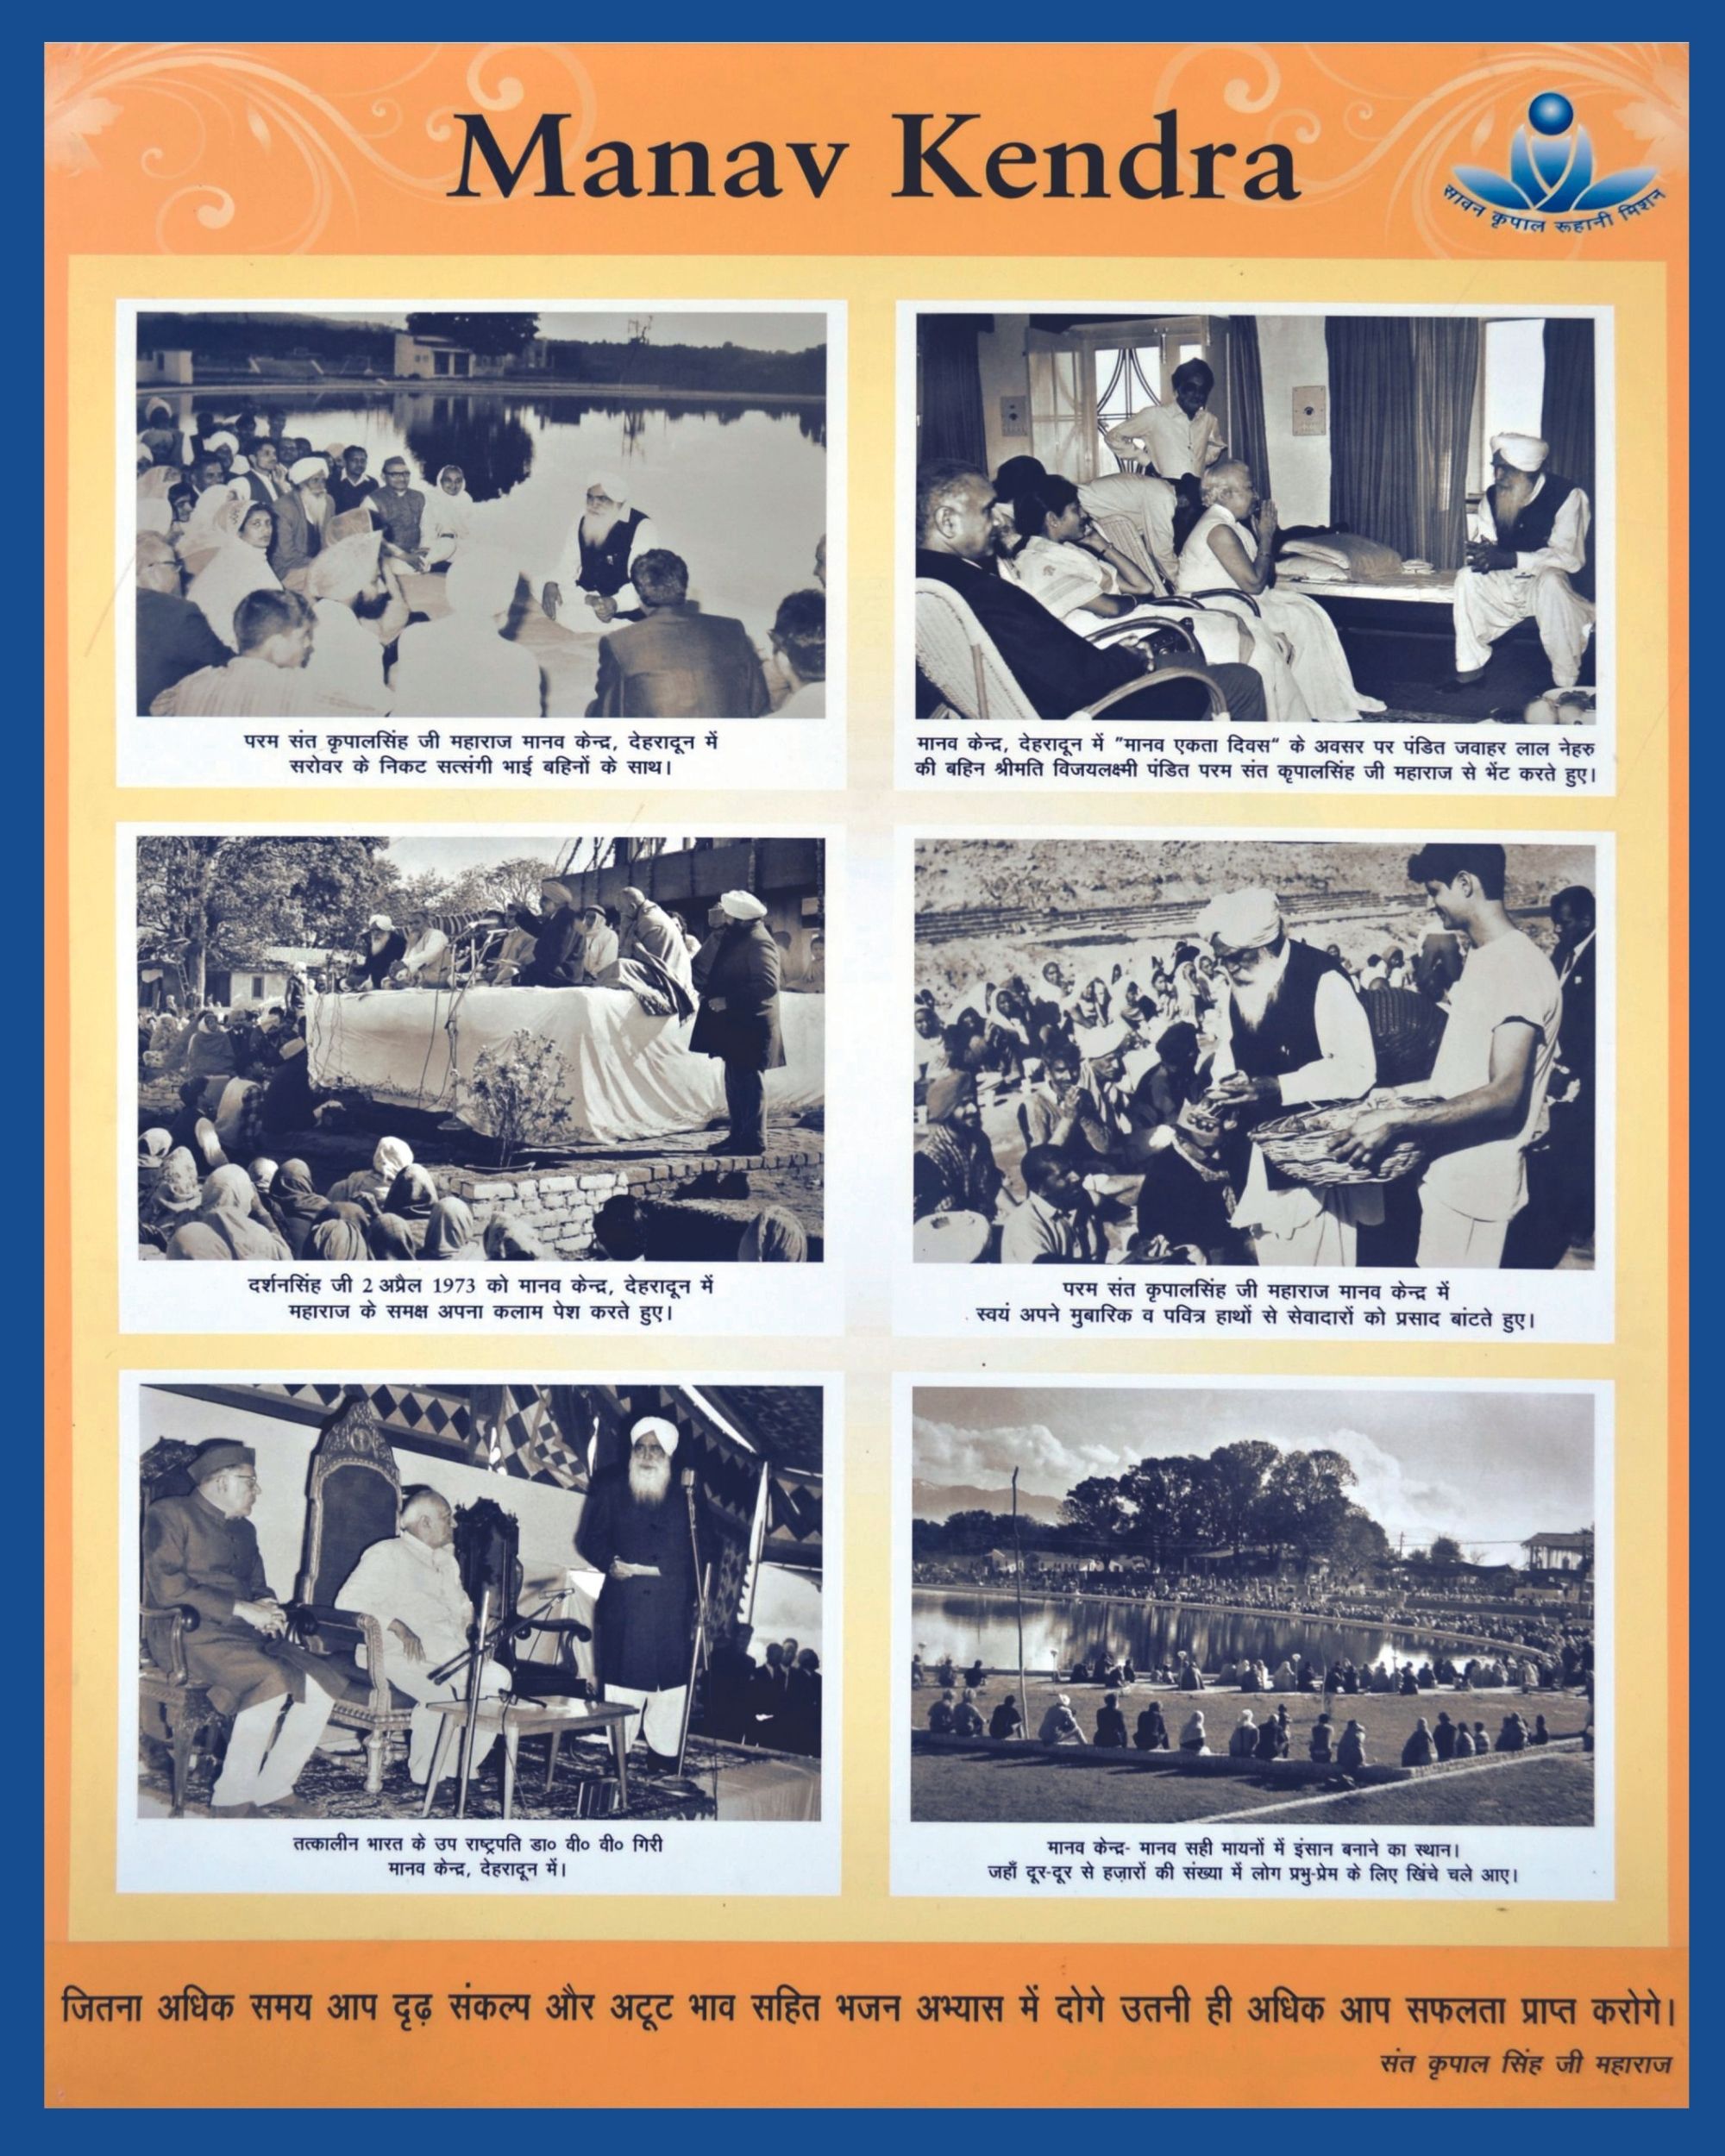 Manav Kendra
सावन कृपाल रूहानी मिशन
परम संत कृपालसिंह जी महाराज मानव केन्द्र, देहरादून में
सरोवर के निकट सत्संगी भाई बहिनों के साथ।
मानव केन्द्र, देहरादून में "मानव एकता दिवस" के अवसर पर पंडित जवाहर लाल नेहरु
की बहिन श्रीमति विजयलक्ष्मी पंडित परम संत कृपालसिंह जी महाराज से भेंट करते हुए।
दर्शनसिंह जी 2 अप्रैल 1973 को मानव केन्द्र, देहरादून में
महाराज के समक्ष अपना कलाम पेश करते हुए।
परम संत कृपालसिंह जी महाराज मानव केन्द्र में
स्वयं अपने मुबारिक व पवित्र हाथों से सेवादारों को प्रसाद बांटते हुए।
तत्कालीन भारत के उप राष्ट्रपति डा० वी० वी० गिरी
मानव केन्द्र, देहरादून में।
मानव केन्द्र- मानव सही मायनों में इंसान बनाने का स्थान।
जहाँ दूर-दूर से हज़ारों की संख्या में लोग प्रभु-प्रेम के लिए खिंचे चले आए।
जितना अधिक समय आप दृढ़ संकल्प और अटूट भाव सहित भजन अभ्यास में दोगे उतनी ही अधिक आप सफलता प्राप्त करोगे।
संत कृपाल सिंह जी महाराज